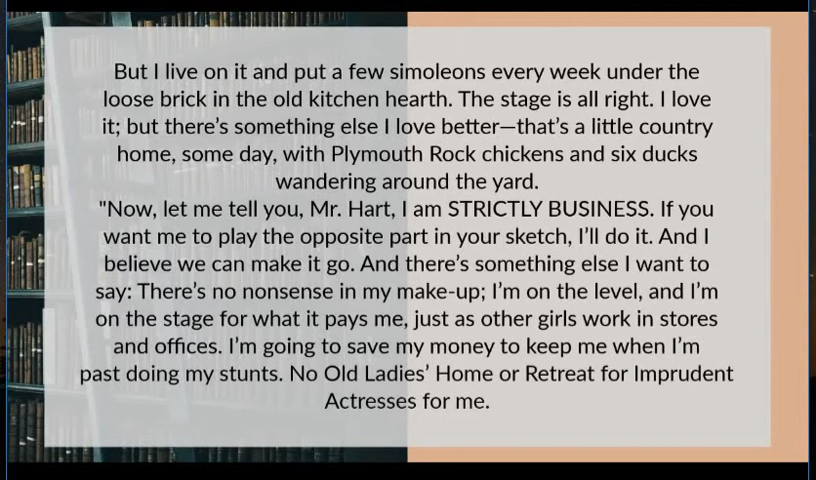 But I live on it and put a few simoleons every week under the
loose brick in the old kitchen hearth. The stage is all right. I love
it; but there’s something else I love better—that’s a little country
home, some day, with Plymouth Rock chickens and six ducks
wandering around the yard.
"Now, let me tell you, Mr. Hart, I am STRICTLY BUSINESS. If you
want me to play the opposite part in your sketch, I’ll do it. And I
believe we can make it go. And there’s something else I want to
say: There’s no nonsense in my make-up; I’m on the level, and I’m
on the stage for what it pays me, just as other girls work in stores
and offices. I’m going to save my money to keep me when I’m
past doing my stunts. No Old Ladies’ Home or Retreat for Imprudent
Actresses for me.